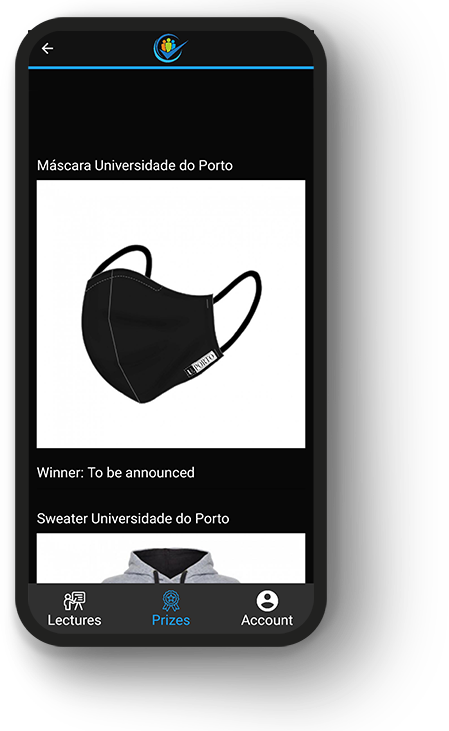 Máscara Universidade do Porto
U. PORTO
Winner: To be announced
Sweater Universidade do Porto
Lectures
Prizes
Account